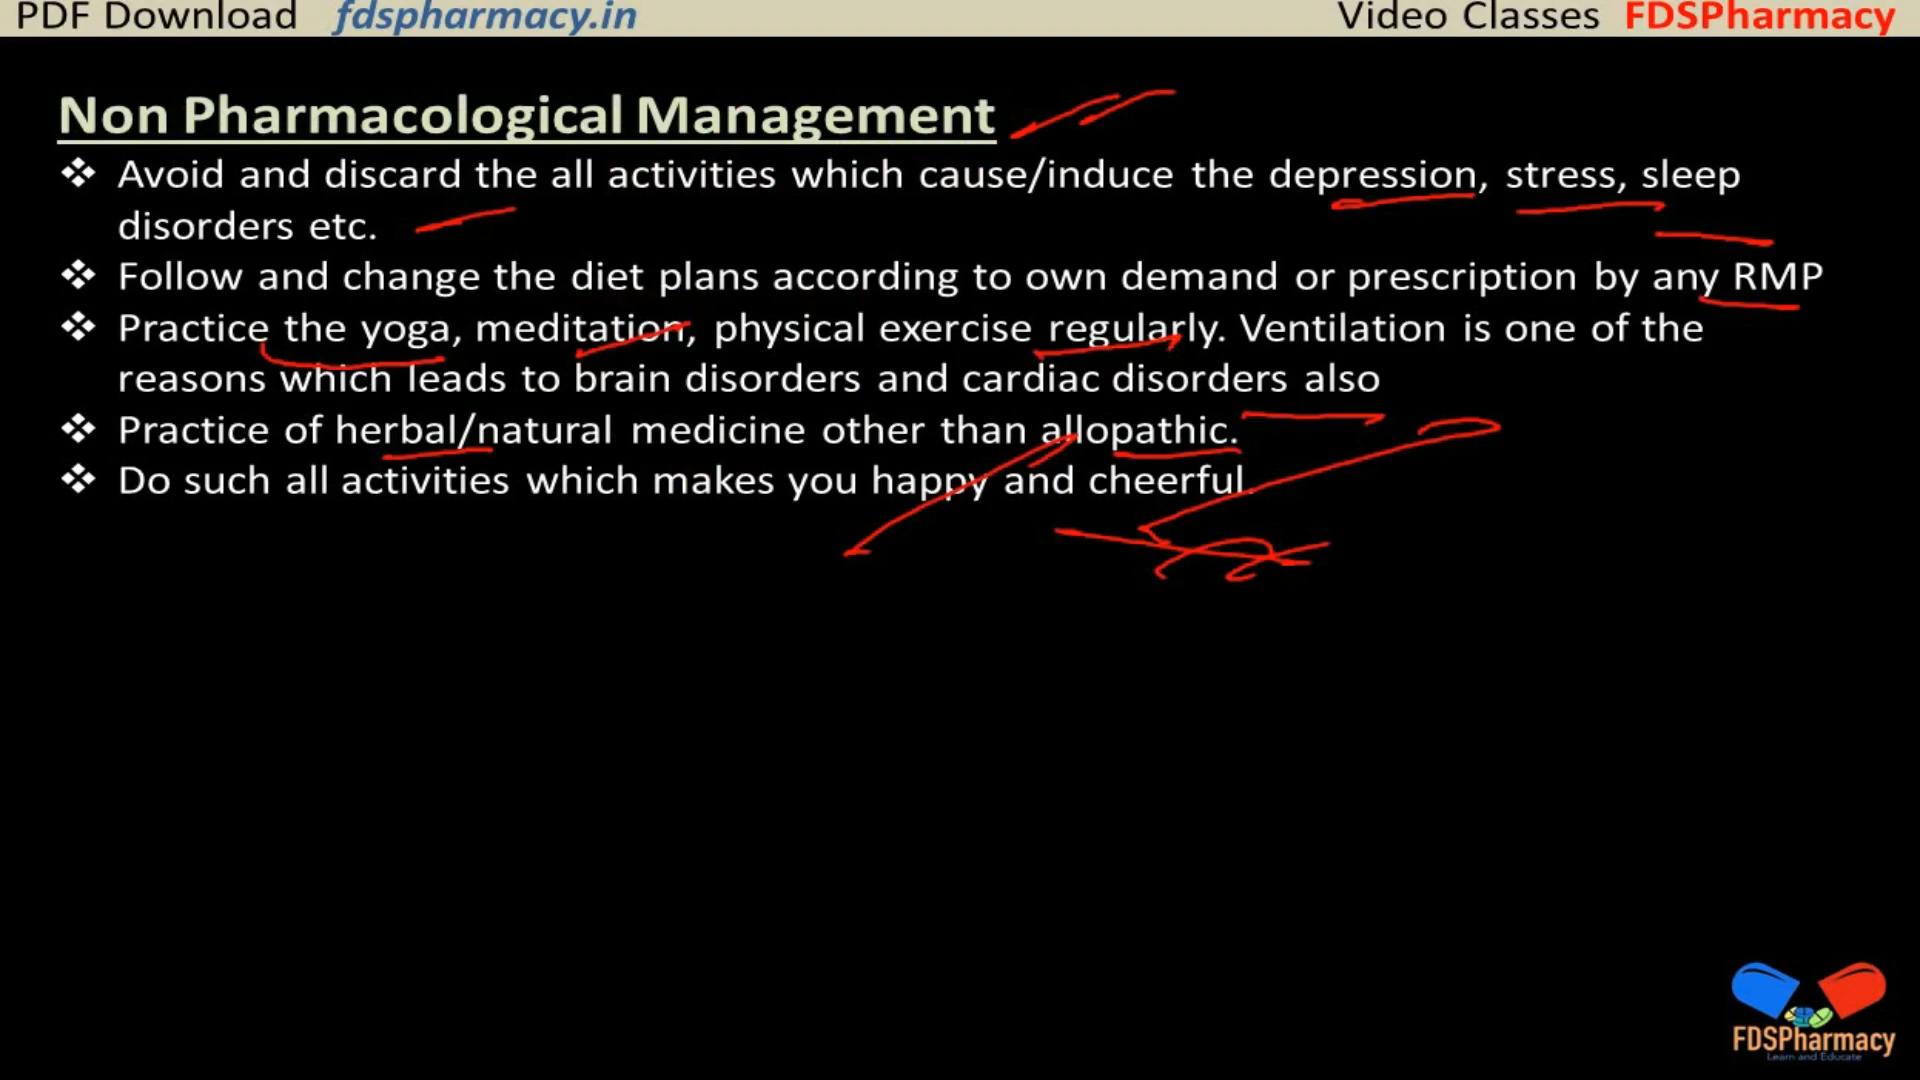 PDF Download fdspharmacy.in Video Classes FDSPharmacy
Non Pharmacological Management
❖ Avoid and discard the all activities which cause/induce the depression, stress, sleep
disorders etc.
❖ Follow and change the diet plans according to own demand or prescription by any RMP
❖ Practice the yoga, meditation, physical exercise regularly. Ventilation is one of the
reasons which leads to brain disorders and cardiac disorders also
❖ Practice of herbal/natural medicine other than allopathic.
❖ Do such all activities which makes you happy and cheerful.
FDSPharmacy
Learn and Educate